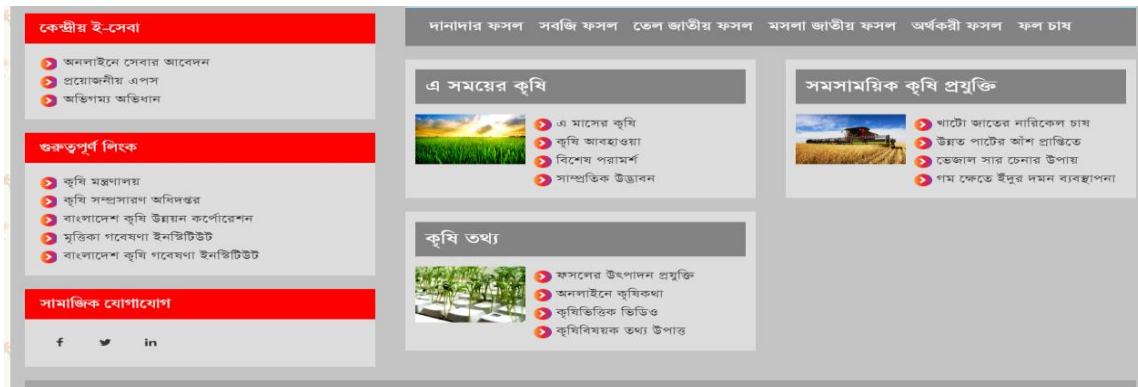 কেন্দ্রীয় ই-সেবা
অনলাইনে সেবার আবেদন
প্রয়োজনীয় এপস
অভিগম্য অভিধান
গুরুত্বপূর্ণ লিংক
কৃষি মন্ত্রণালয়
কৃষি সম্প্রসারণ অধিদপ্তর
বাংলাদেশ কৃষি উন্নয়ন কর্পোরেশন
মৃত্তিকা গবেষণা ইনস্টিটিউট
বাংলাদেশ কৃষি গবেষণা ইনস্টিটিউট
সামাজিক যোগাযোগ
f in
দানাদার ফসল সবজি ফসল তেল জাতীয় ফসল মসলা জাতীয় ফসল অর্থকরী ফসল ফল চাষ
এ সময়ের কৃষি
এ মাসের কৃষি
কৃষি আবহাওয়া
বিশেষ পরামর্শ
সাম্প্রতিক উদ্ভাবন
সমসাময়িক কৃষি প্রযুক্তি
খাটো জাতের নারিকেল চাষ
উন্নত পাটের আঁশ প্রাপ্তিতে
ভেজাল সার চেনার উপায়
গম ক্ষেতে ইঁদুর দমন ব্যবস্থাপনা
কৃষি তথ্য
ফসলের উৎপাদন প্রযুক্তি
অনলাইনে কৃষিকথা
কৃষিভিত্তিক ভিডিও
কৃষিবিষয়ক তথ্য উপাত্ত